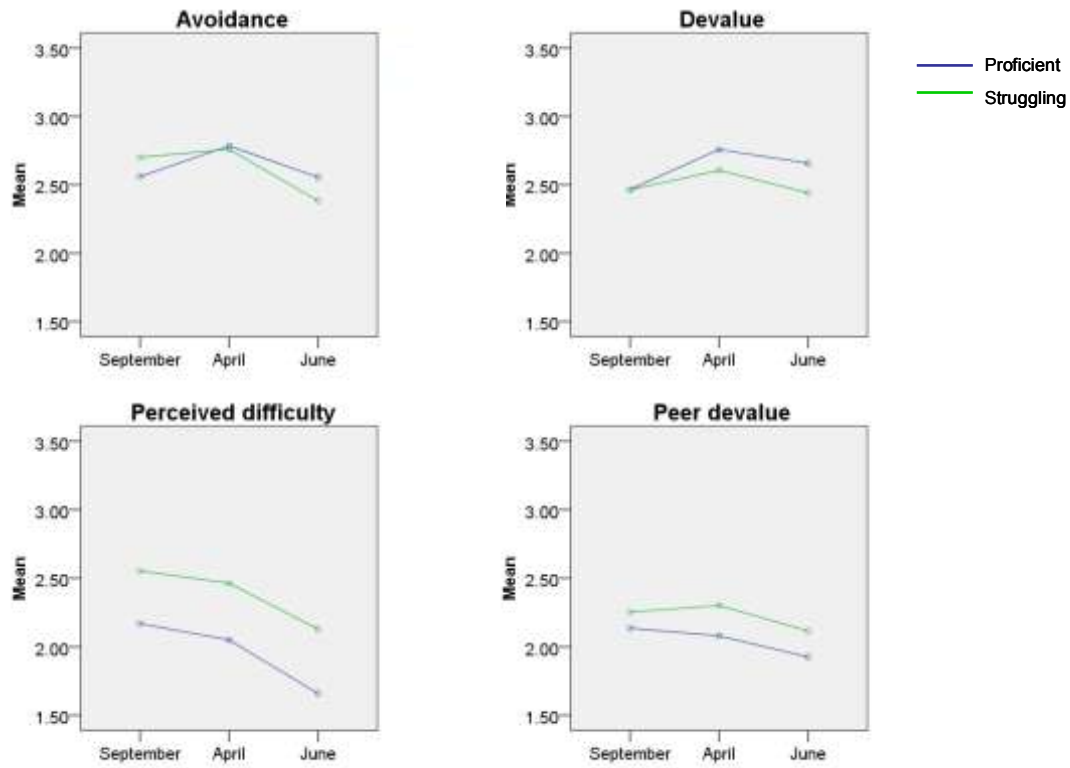 Avoidance
3.50
3.00
2.50
2.00
1.50
Mean
September April June
Devalue
3.50
3.00
2.50
2.00
1.50
Mean
September April June
Proficient
Struggling
Perceived difficulty
3.50
3.00
2.50
2.00
1.50
Mean
September April June
Peer devalue
3.50
3.00
2.50
2.00
1.50
Mean
September April June